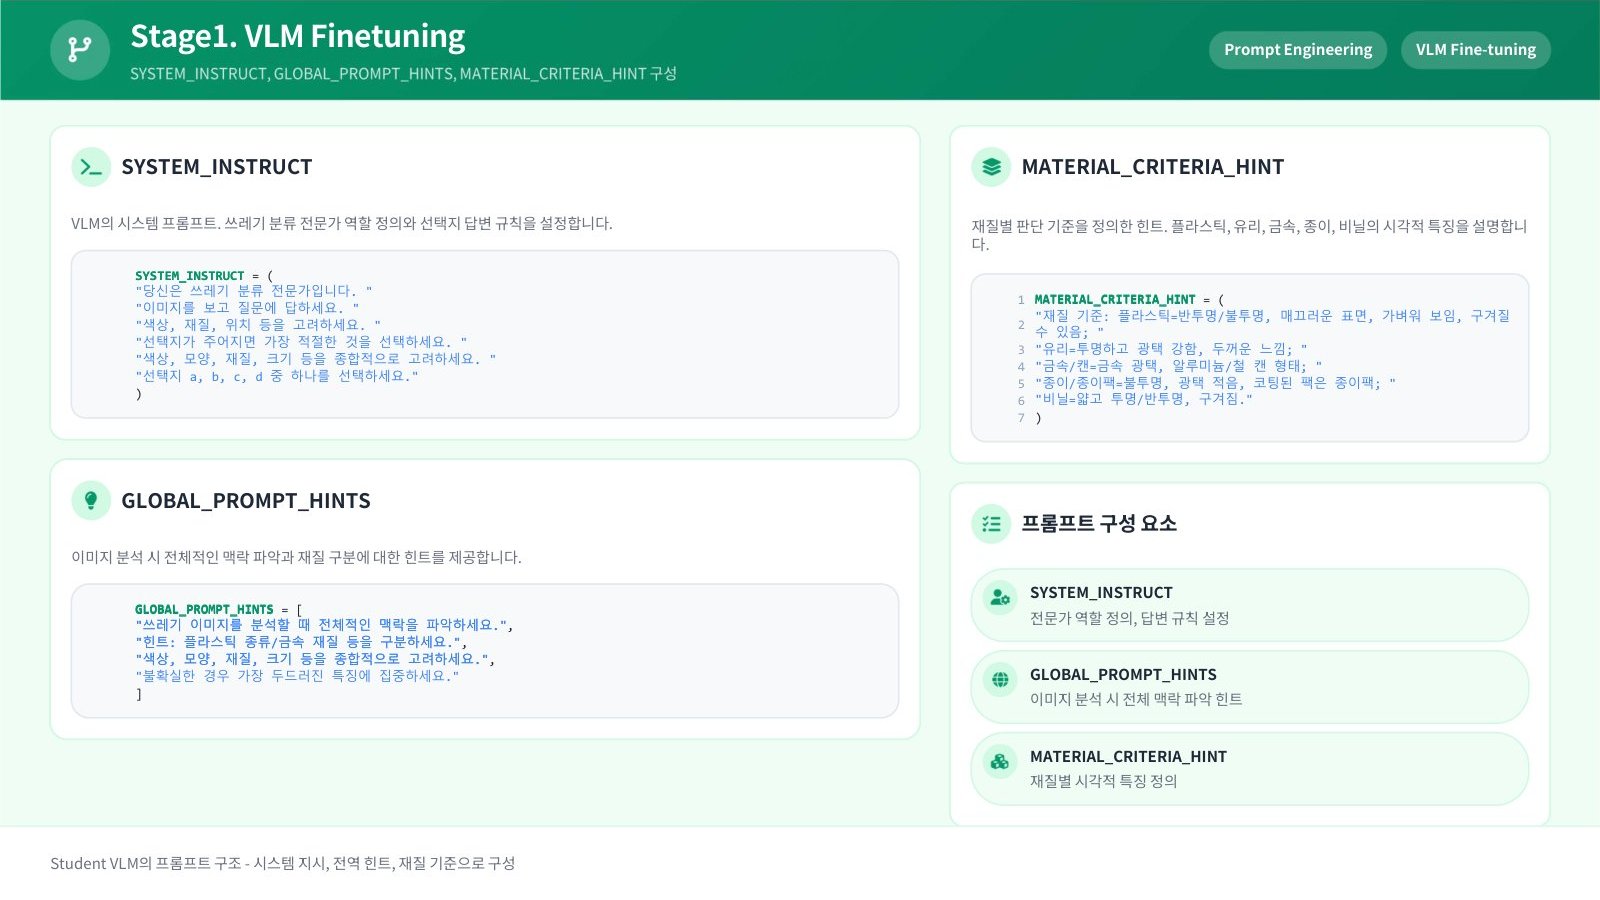 Stage1. VLM Finetuning
SYSTEM_INSTRUCT, GLOBAL_PROMPT_HINTS, MATERIAL_CRITERIA_HINT 구성
Prompt Engineering
VLM Fine-tuning
SYSTEM_INSTRUCT
VLM의 시스템 프롬프트. 쓰레기 분류 전문가 역할 정의와 선택지 답변 규칙을 설정합니다.
SYSTEM_INSTRUCT = (
"당신은 쓰레기 분류 전문가입니다. "
"이미지를 보고 질문에 답하세요. "
"색상, 재질, 위치 등을 고려하세요. "
"선택지가 주어지면 가장 적절한 것을 선택하세요. "
"색상, 모양, 재질, 크기 등을 종합적으로 고려하세요. "
"선택지 a, b, c, d 중 하나를 선택하세요."
)
GLOBAL_PROMPT_HINTS
이미지 분석 시 전체적인 맥락 파악과 재질 구분에 대한 힌트를 제공합니다.
GLOBAL_PROMPT_HINTS = [
"쓰레기 이미지를 분석할 때 전체적인 맥락을 파악하세요.",
"힌트: 플라스틱 종류/금속 재질 등을 구분하세요.",
"색상, 모양, 재질, 크기 등을 종합적으로 고려하세요.",
"불확실한 경우 가장 두드러진 특징에 집중하세요."
]
MATERIAL_CRITERIA_HINT
재질별 판단 기준을 정의한 힌트. 플라스틱, 유리, 금속, 종이, 비닐의 시각적 특징을 설명합니
다.
1 MATERIAL_CRITERIA_HINT = (
2 "재질 기준: 플라스틱=반투명/불투명, 매끄러운 표면, 가벼워 보임, 구겨질
수 있음; "
3 "유리=투명하고 광택 강함, 두꺼운 느낌; "
4 "금속/캔=금속 광택, 알루미늄/철 캔 형태; "
5 "종이/종이팩=불투명, 광택 적음, 코팅된 팩은 종이팩; "
6 "비닐=얇고 투명/반투명, 구겨짐."
7 )
프롬프트 구성 요소
SYSTEM_INSTRUCT
전문가 역할 정의, 답변 규칙 설정
GLOBAL_PROMPT_HINTS
이미지 분석 시 전체 맥락 파악 힌트
MATERIAL_CRITERIA_HINT
재질별 시각적 특징 정의
Student VLM의 프롬프트 구조 - 시스템 지시, 전역 힌트, 재질 기준으로 구성